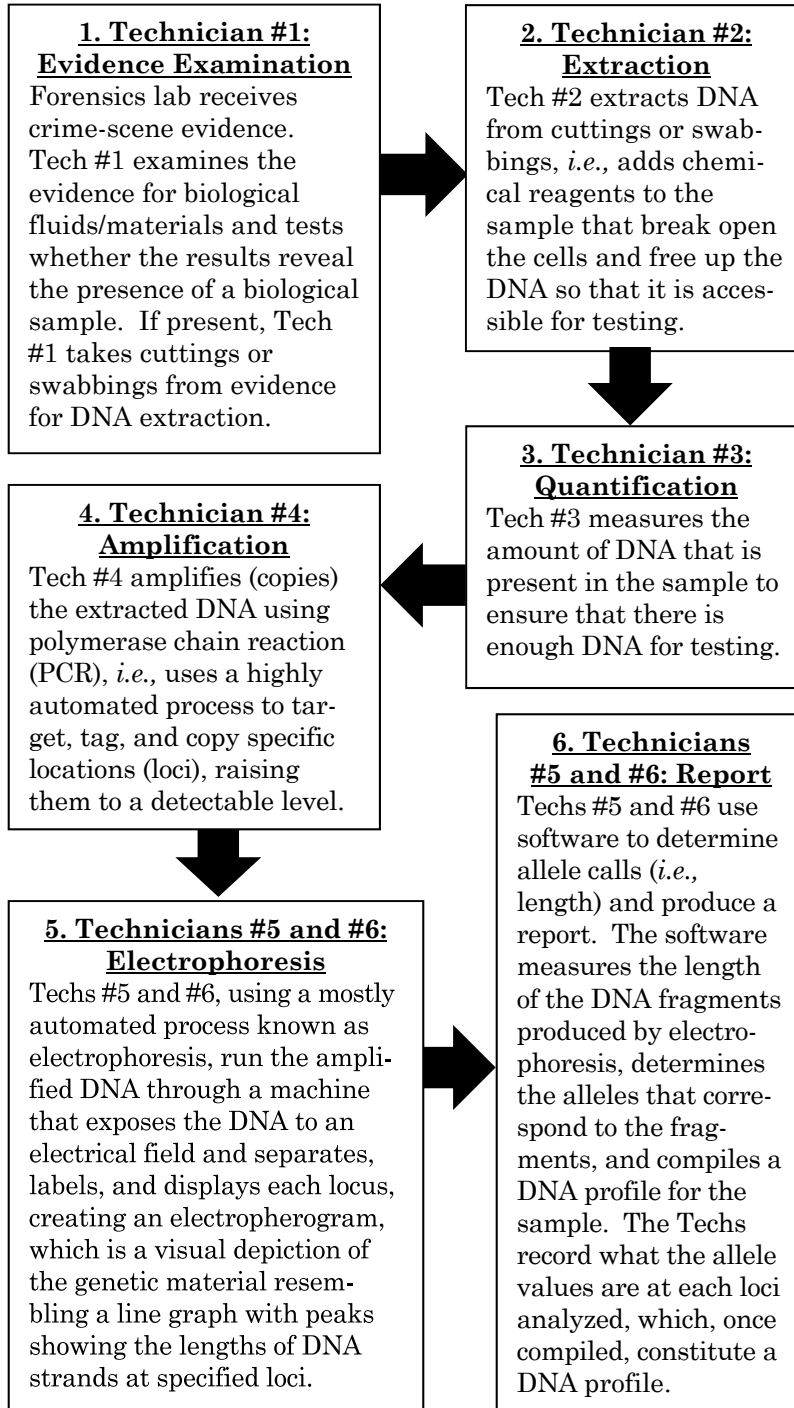 1. Technician #1:
Evidence Examination
Forensics lab receives
crime-scene evidence.
Tech #1 examines the
evidence for biological
fluids/materials and tests
whether the results reveal
the presence of a biological
sample. If present, Tech
#1 takes cuttings or
swabbings from evidence
for DNA extraction.
2. Technician #2:
Extraction
Tech #2 extracts DNA
from cuttings or swab-
bings, i.e., adds chemi-
cal reagents to the
sample that break open
the cells and free up the
DNA so that it is acces-
sible for testing.
3. Technician #3:
Quantification
Tech #3 measures the
amount of DNA that is
present in the sample to
ensure that there is
enough DNA for testing.
4. Technician #4:
Amplification
Tech #4 amplifies (copies)
the extracted DNA using
polymerase chain reaction
(PCR), i.e., uses a highly
automated process to tar-
get, tag, and copy specific
locations (loci), raising
them to a detectable level.
5. Technicians #5 and #6:
Electrophoresis
Techs #5 and #6, using a mostly
automated process known as
electrophoresis, run the ampli-
fied DNA through a machine
that exposes the DNA to an
electrical field and separates,
labels, and displays each locus,
creating an electropherogram,
which is a visual depiction of
the genetic material resem-
bling a line graph with peaks
showing the lengths of DNA
strands at specified loci.
6. Technicians
#5 and #6: Report
Techs #5 and #6 use
software to determine
allele calls (i.e.,
length) and produce a
report. The software
measures the length
of the DNA fragments
produced by electro-
phoresis, determines
the alleles that corre-
spond to the frag-
ments, and compiles a
DNA profile for the
sample. The Techs
record what the allele
values are at each loci
analyzed, which, once
compiled, constitute a
DNA profile.